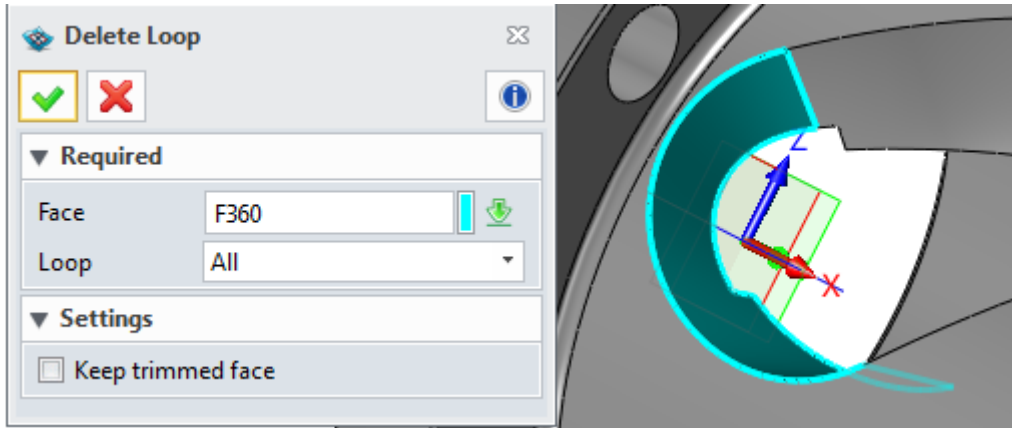 Delete Loop
Required
Face F360
Loop All
Settings
Keep trimmed face
Z
X